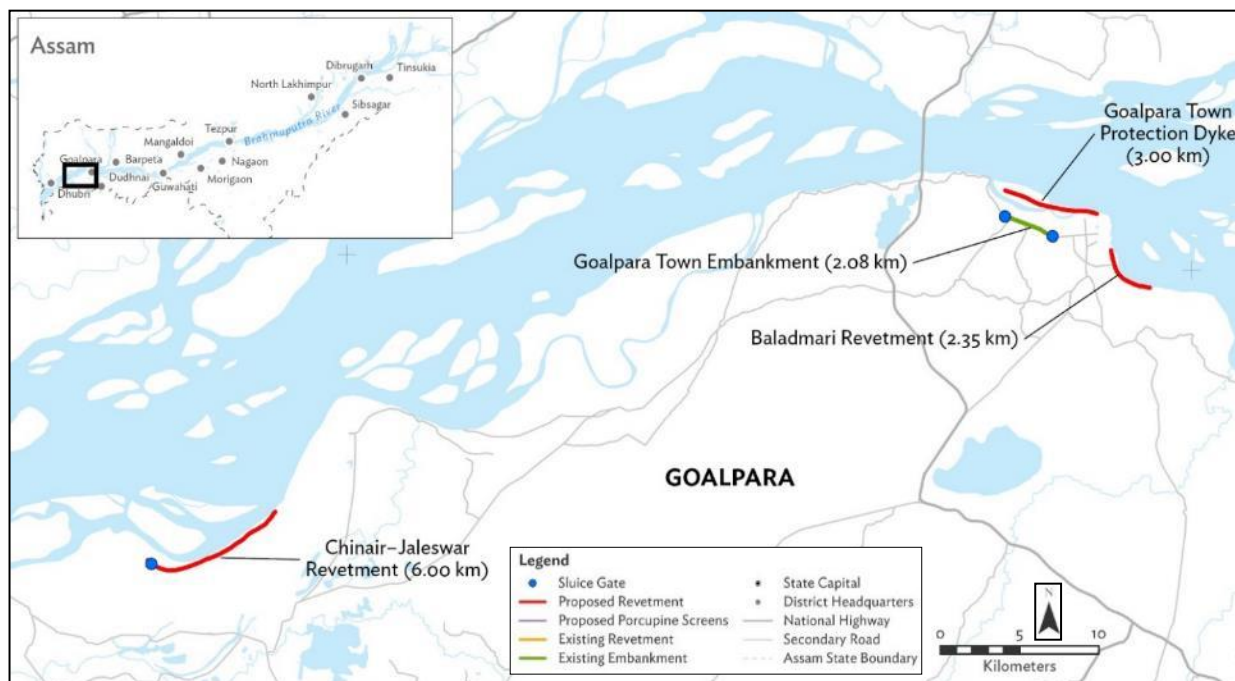 Assam
Dibrugarh
Tinsukia
North Lakhimpur
Sibsagar
Brahmaputra River
Tezpur
Mangaldoi
Goalpara
Barpeta
Nagaon
Dudhnai
Morigaon
Guwahati
Dhubri
Goalpara Town
Protection Dyke
(3.00 km)
Goalpara Town Embankment (2.08 km)
Baladmari Revetment (2.35 km)
GOALPARA
Chinair–Jaleswar
Revetment (6.00 km)
Legend
Sluice Gate
Proposed Revetment
Proposed Porcupine Screens
Existing Revetment
Existing Embankment
State Capital
District Headquarters
National Highway
Secondary Road
Assam State Boundary
N
0 5 10
Kilometers